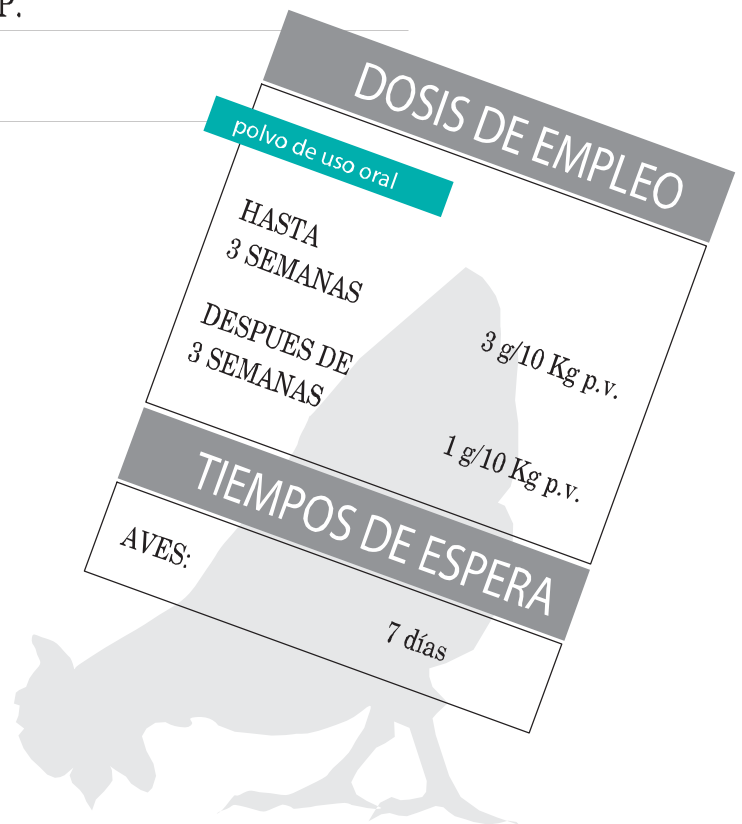 P.
DOSIS DE EMPLEO
polvo de uso oral
HASTA
3 SEMANAS
3 g/10 Kg p.v.
DESPUES DE
3 SEMANAS
1 g/10 Kg p.v.
TIEMPOS DE ESPERA
AVES:
7 días